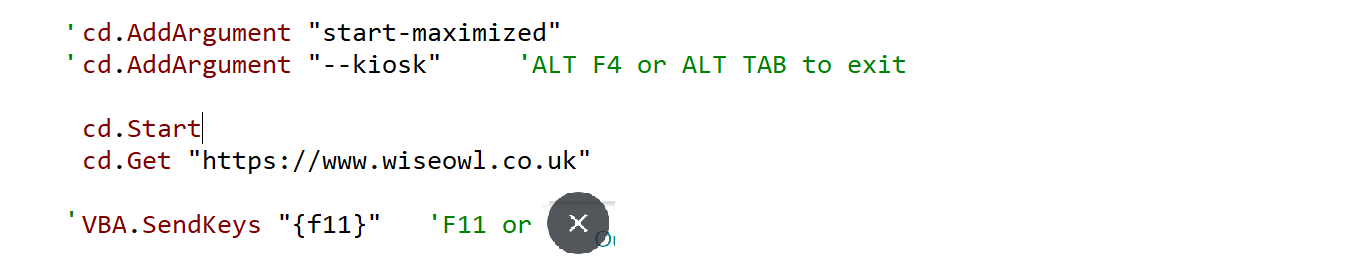 ' cd.AddArgument "start-maximized"
' cd.AddArgument "--kiosk"     'ALT F4 or ALT TAB to exit
cd.Start
cd.Get "https://www.wiseowl.co.uk"
' VBA.SendKeys "{f11}"   'F11 or